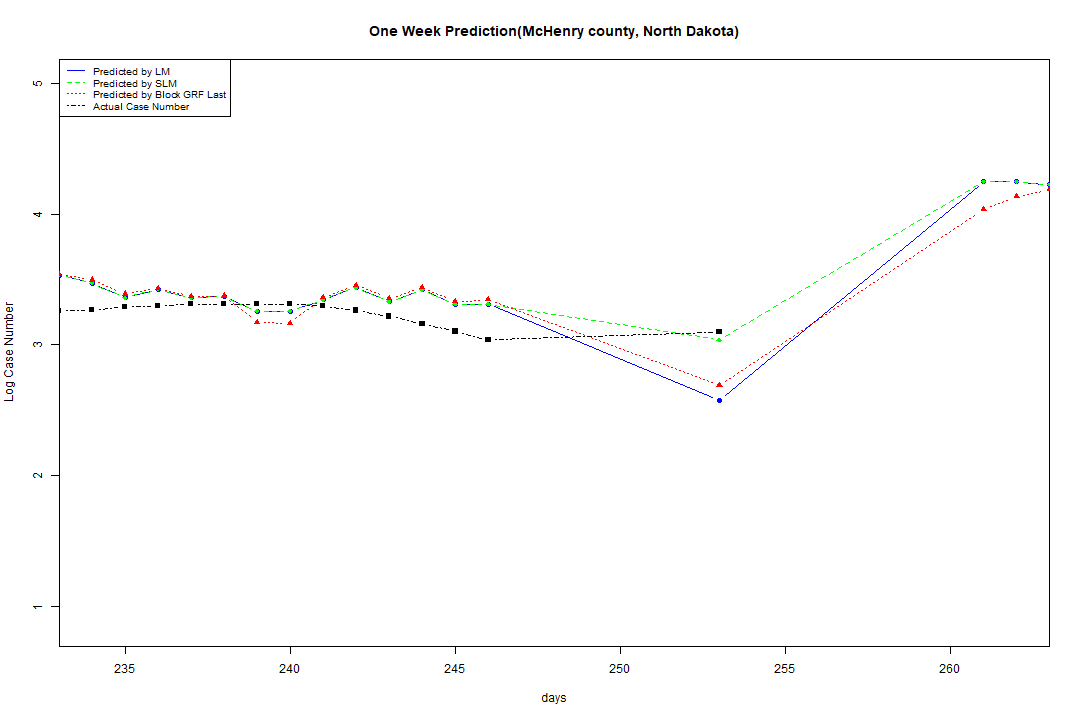 One Week Prediction(McHenry county, North Dakota)
Predicted by LM
Predicted by SLM
Predicted by Block GRF Last
Actual Case Number
5
4
3
2
1
Log Case Number
235 240 245 250 255 260
days